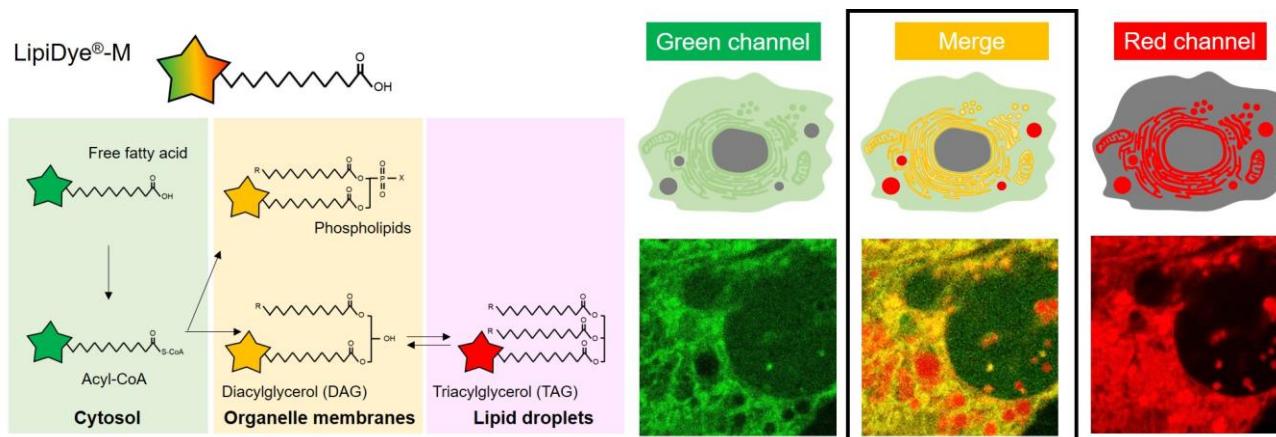 LipiDye®-M
O
OH
Free fatty acid
O
OH
R
O
O
O
P
X
O
O
O
O
Phospholipids
R
O
O
OH
O
O
R
O
O
R
O
O
O
O
O
S-CoA
Acyl-CoA
Diacylglycerol (DAG)
Triacylglycerol (TAG)
Cytosol
Organelle membranes
Lipid droplets
Green channel
Merge
Red channel